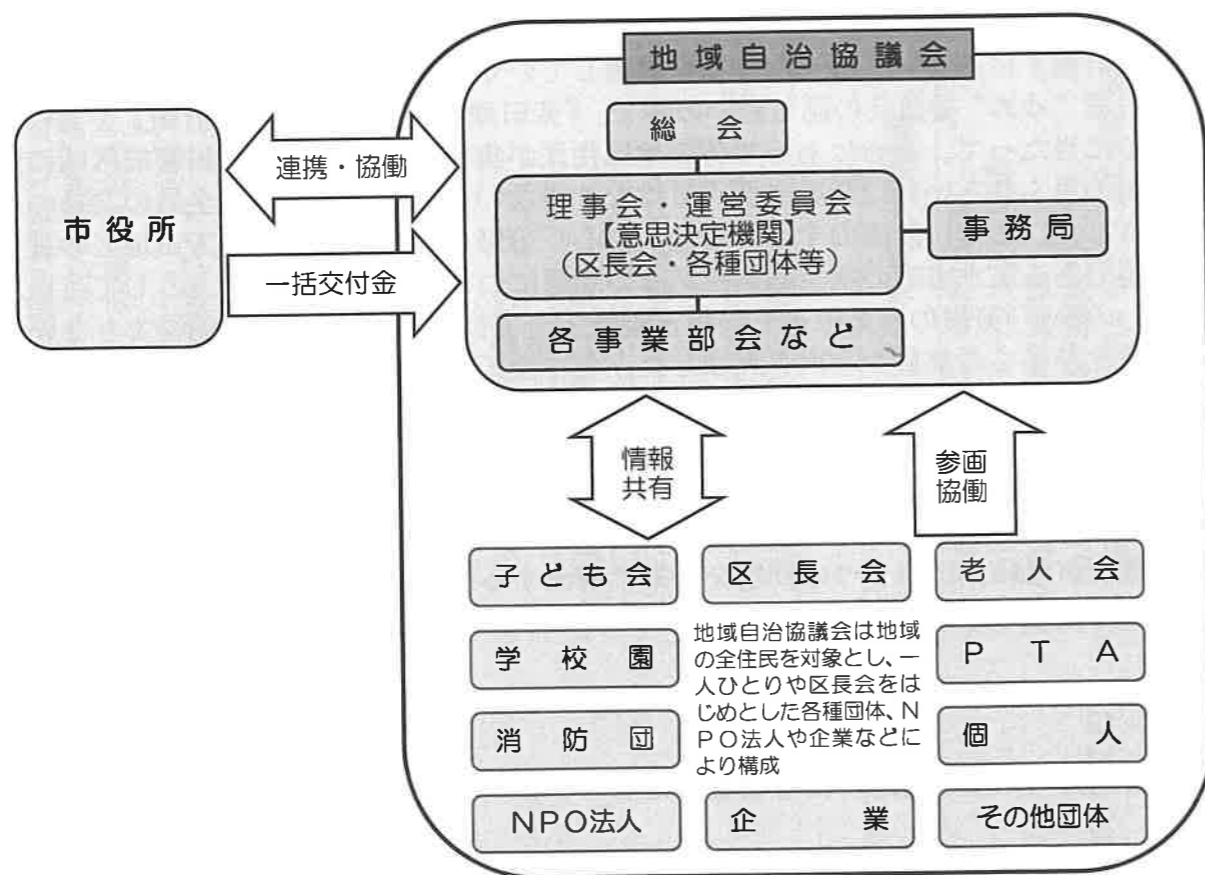 地域自治協議会
総会
連携・協働
市役所
理事会・運営委員会
【意思決定機関】
（区長会・各種団体等）
事務局
一括交付金
各事業部会など
情報
共有
参画
協働
子ども会
区長会
老人会
学校園
地域自治協議会は地域
の全住民を対象とし、一
人ひとりや区長会をは
じめとした各種団体、N
PO法人や企業などに
より構成
PTA
消防団
個人
NPO法人
企業
その他団体